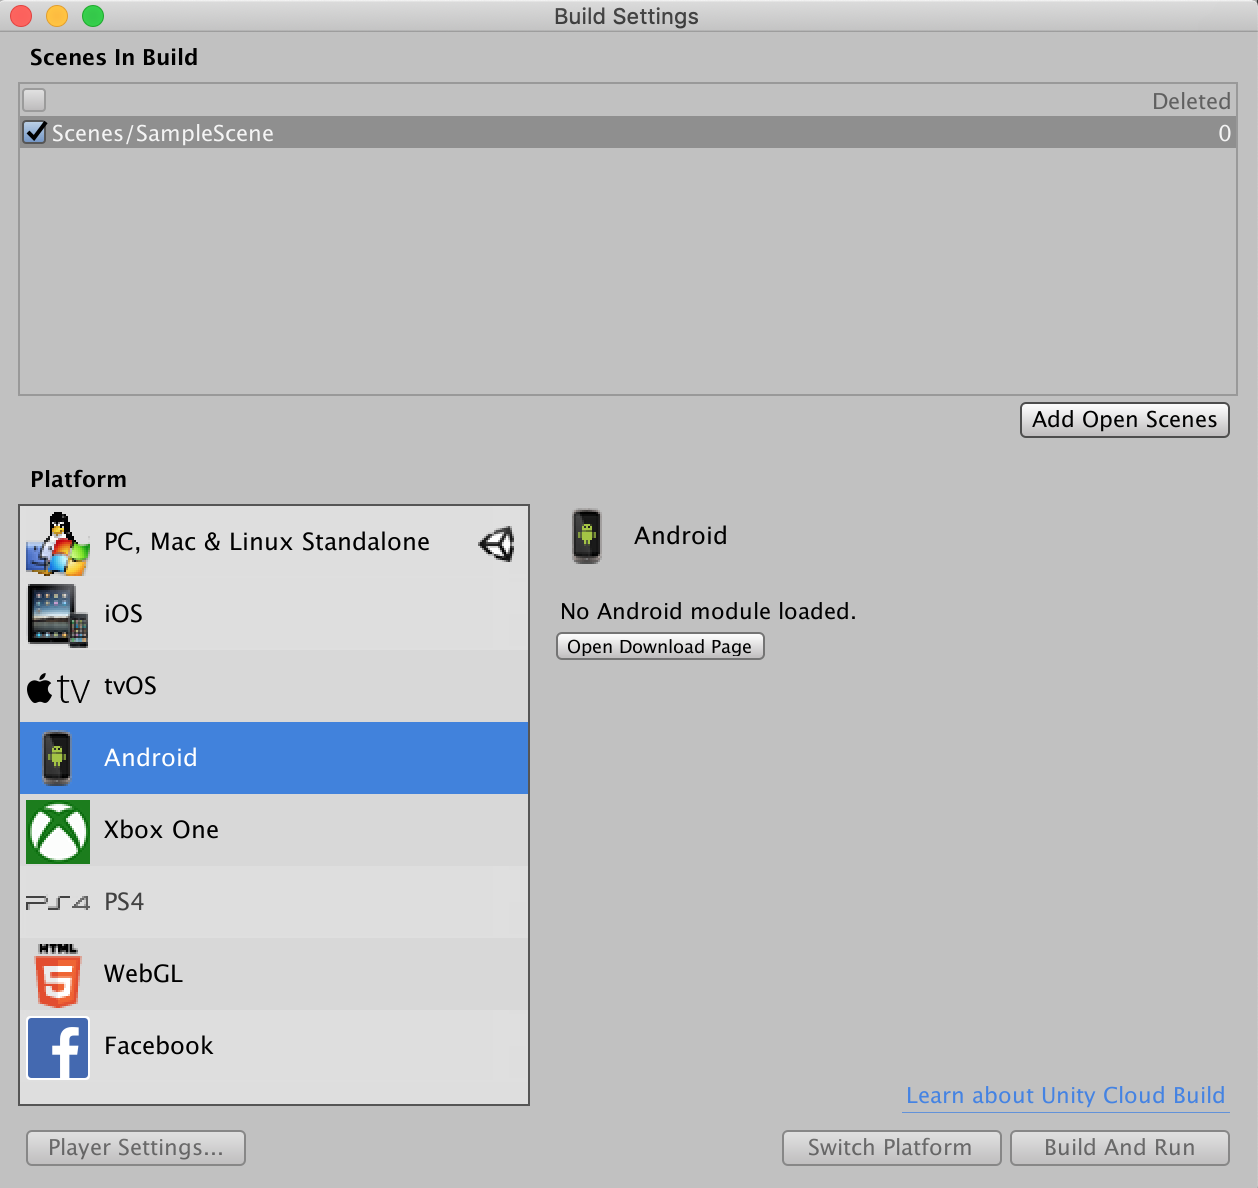 Build Settings
Scenes In Build
Deleted
Scenes/SampleScene 0
Add Open Scenes
Platform
PC, Mac & Linux Standalone
iOS
tv tvOS
Android
Xbox One
PS4 PS4
HTML
5 WebGL
f Facebook
Android
No Android module loaded.
Open Download Page
Learn about Unity Cloud Build
Player Settings...
Switch Platform
Build And Run